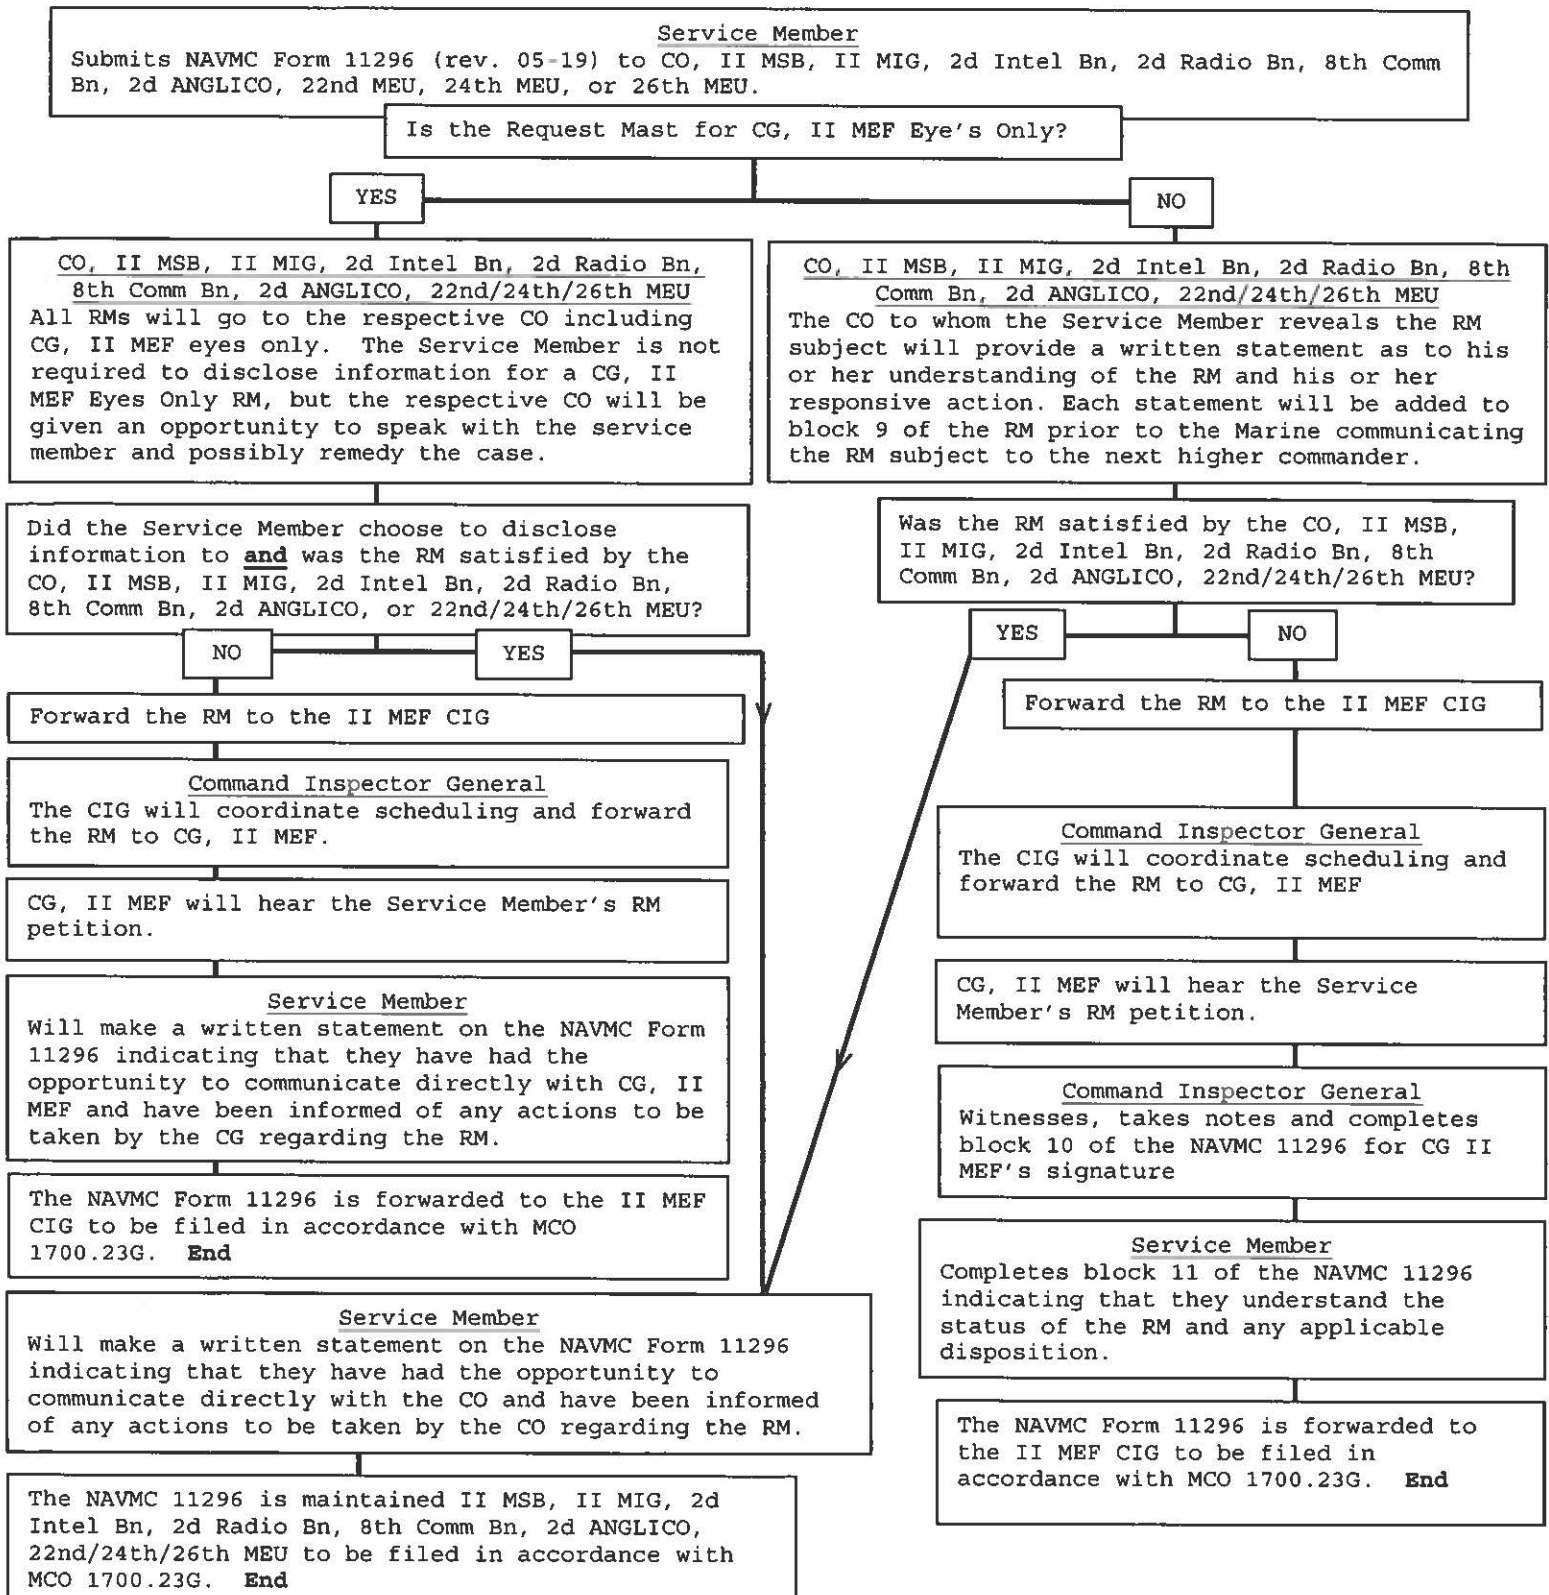 Service Member
Submits NAVMC Form 11296 (rev. 05-19) to CO, II MSB, II MIG, 2d Intel Bn, 2d Radio Bn, 8th Comm
Bn, 2d ANGLICO, 22nd MEU, 24th MEU, or 26th MEU.
Is the Request Mast for CG, II MEF Eye's Only?
YES
NO
CO, II MSB, II MIG, 2d Intel Bn, 2d Radio Bn,
8th Comm Bn, 2d ANGLICO, 22nd/24th/26th MEU
All RMs will go to the respective CO including
CG, II MEF eyes only. The Service Member is not
required to disclose information for a CG, II
MEF Eyes Only RM, but the respective CO will be
given an opportunity to speak with the service
member and possibly remedy the case.
CO, II MSB, II MIG, 2d Intel Bn, 2d Radio Bn, 8th
Comm Bn, 2d ANGLICO, 22nd/24th/26th MEU
The CO to whom the Service Member reveals the RM
subject will provide a written statement as to his
or her understanding of the RM and his or her
responsive action. Each statement will be added to
block 9 of the RM prior to the Marine communicating
the RM subject to the next higher commander.
Did the Service Member choose to disclose
information to and was the RM satisfied by the
CO, II MSB, II MIG, 2d Intel Bn, 2d Radio Bn,
8th Comm Bn, 2d ANGLICO, or 22nd/24th/26th MEU?
NO
YES
Forward the RM to the II MEF CIG
Command Inspector General
The CIG will coordinate scheduling and forward
the RM to CG, II MEF.
CG, II MEF will hear the Service Member's RM
petition.
Service Member
Will make a written statement on the NAVMC Form
11296 indicating that they have had the
opportunity to communicate directly with CG, II
MEF and have been informed of any actions to be
taken by the CG regarding the RM.
The NAVMC Form 11296 is forwarded to the II MEF
CIG to be filed in accordance with MCO
1700.23G. End
Service Member
Will make a written statement on the NAVMC Form 11296
indicating that they have had the opportunity to
communicate directly with the CO and have been informed
of any actions to be taken by the CO regarding the RM.
The NAVMC 11296 is maintained II MSB, II MIG, 2d
Intel Bn, 2d Radio Bn, 8th Comm Bn, 2d ANGLICO,
22nd/24th/26th MEU to be filed in accordance with
MCO 1700.23G. End
Was the RM satisfied by the CO, II MSB,
II MIG, 2d Intel Bn, 2d Radio Bn, 8th
Comm Bn, 2d ANGLICO, 22nd/24th/26th MEU?
YES
NO
Forward the RM to the II MEF CIG
Command Inspector General
The CIG will coordinate scheduling and
forward the RM to CG, II MEF
CG, II MEF will hear the Service
Member's RM petition.
Command Inspector General
Witnesses, takes notes and completes
block 10 of the NAVMC 11296 for CG II
MEF's signature
Service Member
Completes block 11 of the NAVMC 11296
indicating that they understand the
status of the RM and any applicable
disposition.
The NAVMC Form 11296 is forwarded to
the II MEF CIG to be filed in
accordance with MCO 1700.23G. End